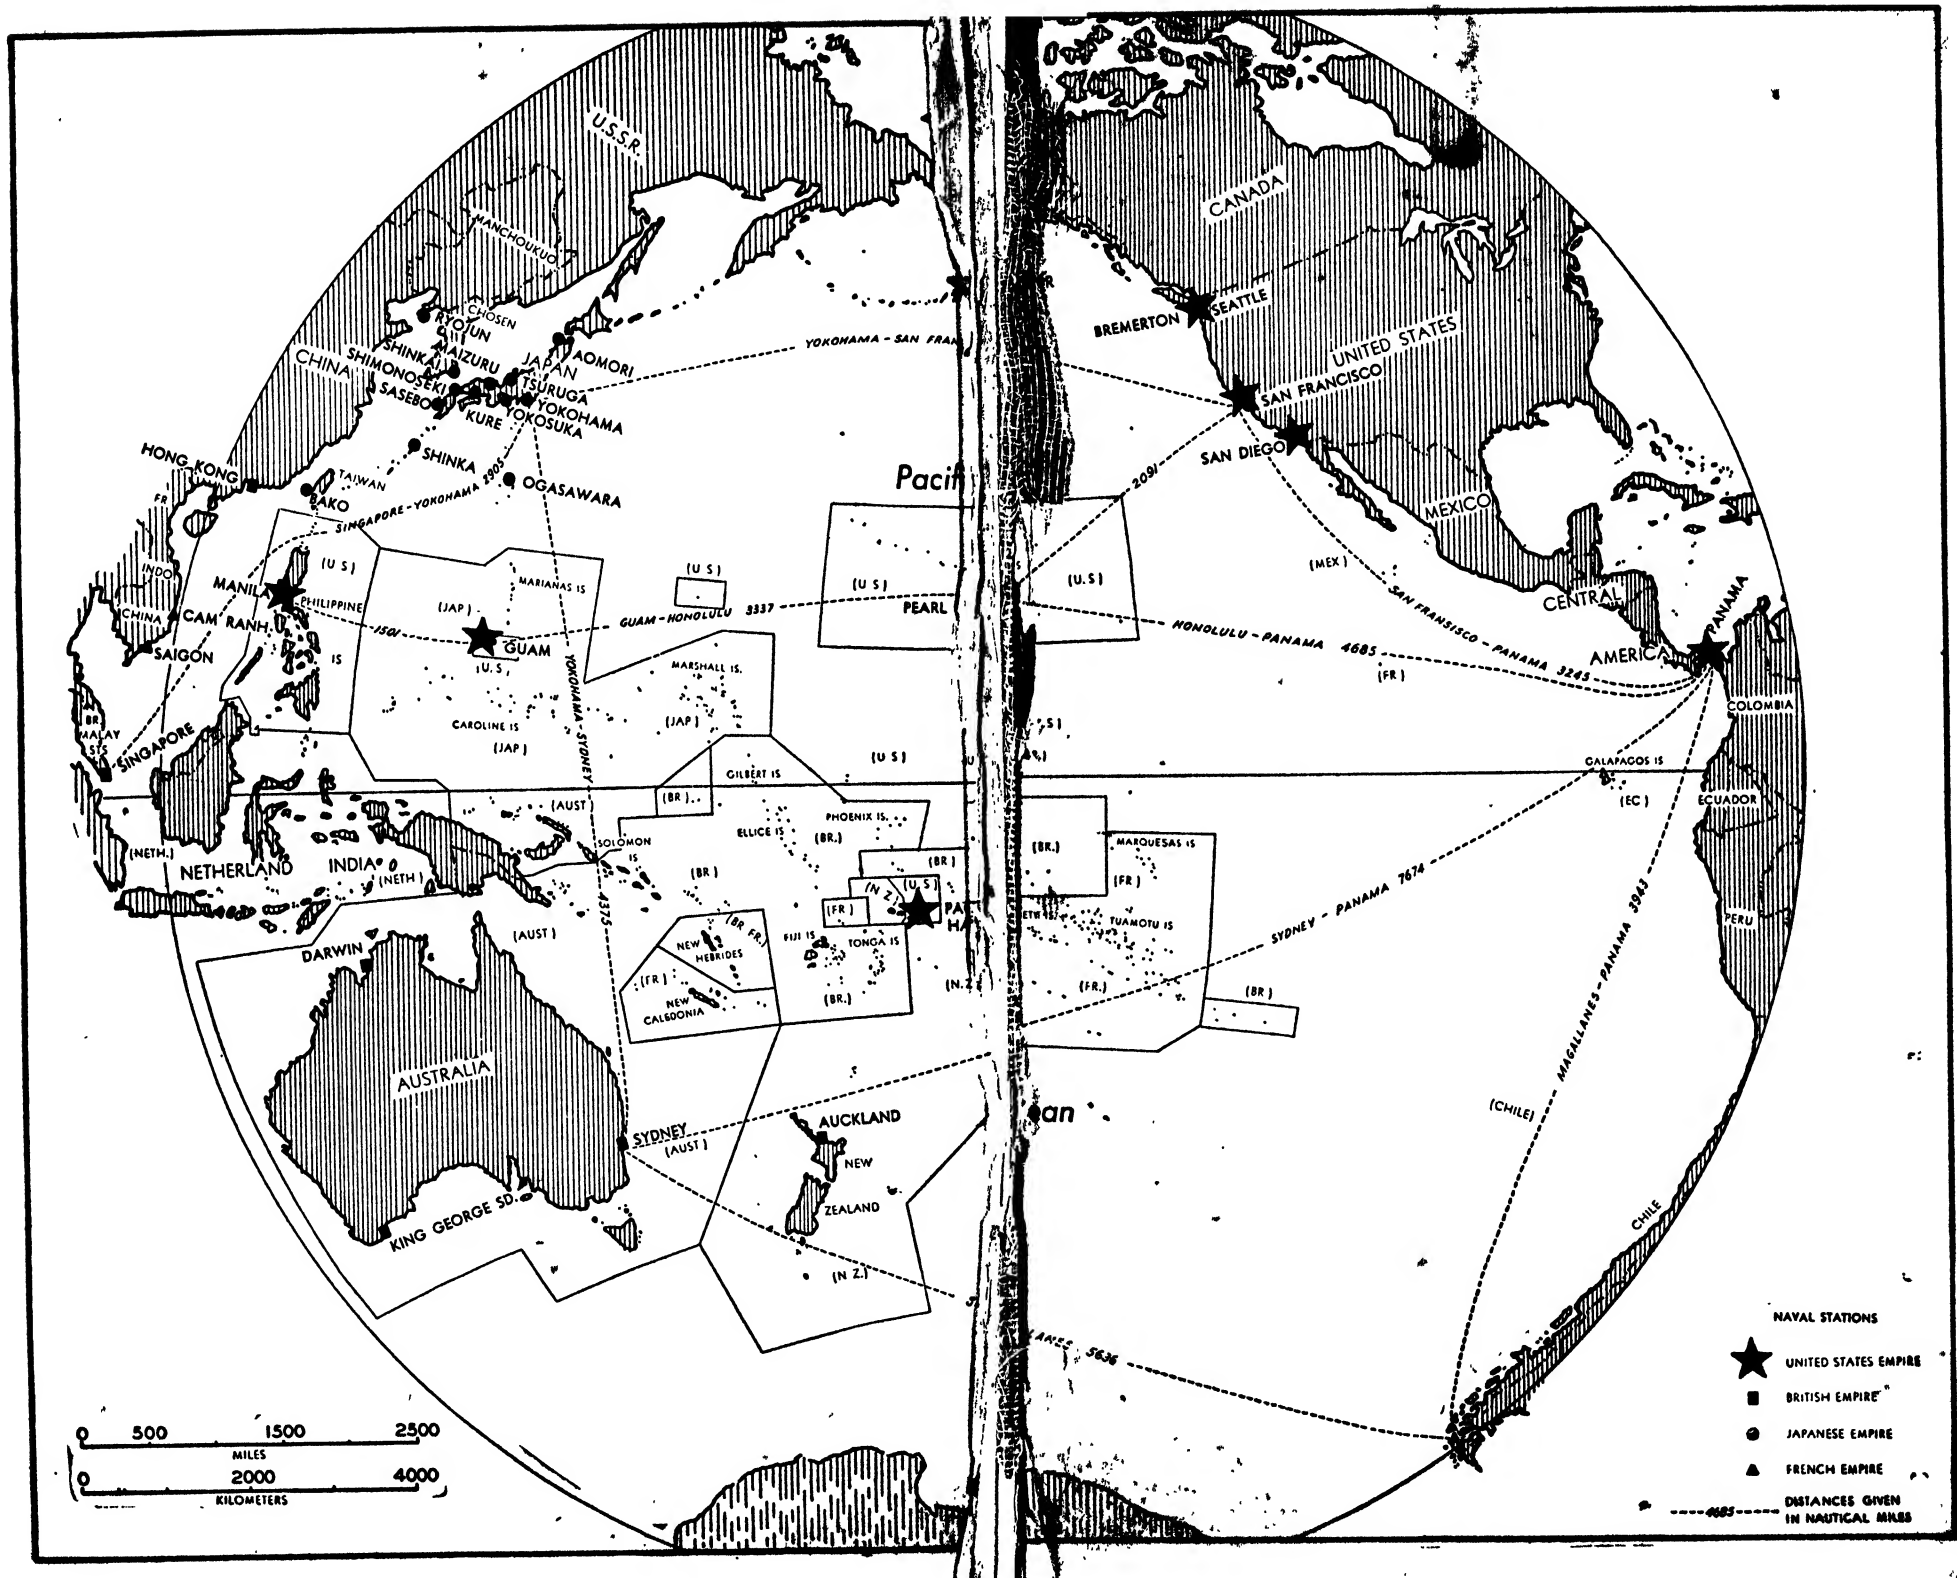 U.S.S.R.
MANCHOUKUO
CHOSEN
RYOJUN
CHINA
SHINKAI
MAIZURU
SHIMONOSEKI
JAPAN
AOMORI
TSURUGA
SASEBO
KURE
YOKOHAMA
YOKOSUKA
HONG KONG
SHINKA
TAIWAN
BAKO
OGASAWARA
SINGAPORE-YOKOHAMA 2905
YOKOHAMA - SAN FRAN
CANADA
BREMERTON
SEATTLE
UNITED STATES
SAN FRANCISCO
SAN DIEGO
2091
MEXICO
(MEX)
CENTRAL
AMERICA
PANAMA
SAN FRANSISCO - PANAMA 3245
HONOLULU - PANAMA 4685
(FR)
Pacif
(U S)
(U.S)
PEARL
FR
INDO
CHINA
CAM RANH
SAIGON
MANILA
PHILIPPINE
IS
(U S)
1501
GUAM
U.S.
(JAP)
MARIANAS IS
(U S)
GUAM-HONOLULU 3337
YOKOHAMA-SYDNEY
4375
MARSHALL IS.
(JAP)
CAROLINE IS
(JAP)
BR
MALAY
STS
SINGAPORE
(U S)
GILBERT IS
(BR)
(AUST)
SOLOMON
IS
ELLICE IS
PHOENIX IS.
(BR.)
(BR)
(BR)
(NETH.)
NETHERLAND
INDIA
(NETH)
(N Z)
(U.S)
PA
HA
(FR)
NEW
HEBRIDES
(BR FR.)
(FR)
NEW
CALEDONIA
FIJI IS
TONGA IS
(BR.)
(N.Z
(AUST)
DARWIN
AUSTRALIA
SYDNEY
(AUST)
KING GEORGE SD.
AUCKLAND
NEW
ZEALAND
(N Z.)
(BR.)
MARQUESAS IS
(FR)
TUAMOTU IS
(FR.)
(BR)
SYDNEY - PANAMA 7674
GALAPAGOS IS
(EC)
COLOMBIA
ECUADOR
PERU
MAGALLANES-PANAMA 3943
(CHILE)
CHILE
an
5636
0 500 1500 2500
MILES
0 2000 4000
KILOMETERS
NAVAL STATIONS
UNITED STATES EMPIRE
BRITISH EMPIRE
JAPANESE EMPIRE
FRENCH EMPIRE
4685
DISTANCES GIVEN
IN NAUTICAL MILES